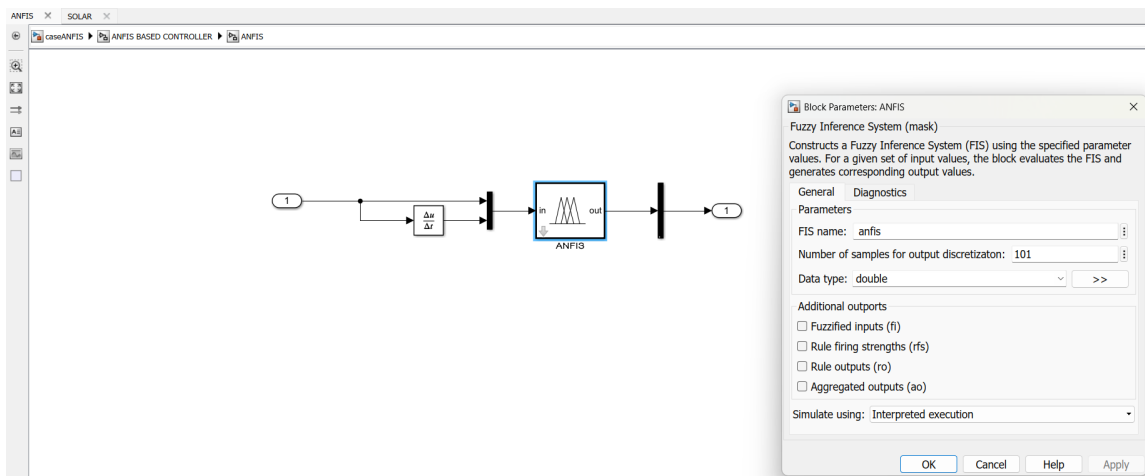 ANFIS
SOLAR
caseANFIS
ANFIS BASED CONTROLLER
ANFIS
1
Δu
Δt
in
out
ANFIS
1
Block Parameters: ANFIS
Fuzzy Inference System (mask)
Constructs a Fuzzy Inference System (FIS) using the specified parameter
values. For a given set of input values, the block evaluates the FIS and
generates corresponding output values.
General
Diagnostics
Parameters
FIS name: anfis
Number of samples for output discretizaton: 101
Data type: double
>>
Additional outports
Fuzzified inputs (fi)
Rule firing strengths (rfs)
Rule outputs (ro)
Aggregated outputs (ao)
Simulate using: Interpreted execution
OK
Cancel
Help
Apply